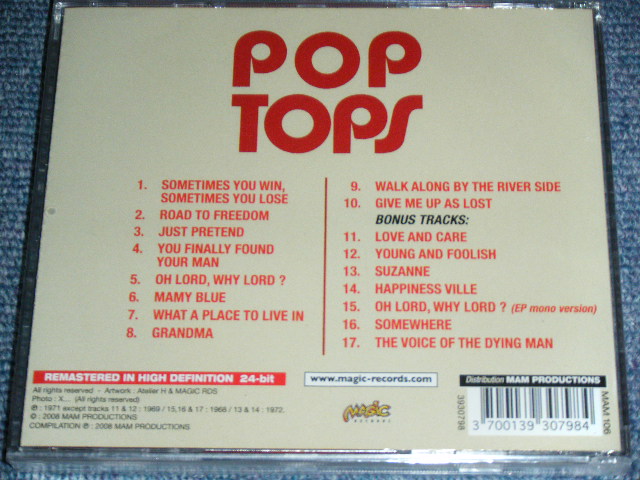 POP
TOPS
1. SOMETIMES YOU WIN,
SOMETIMES YOU LOSE
2. ROAD TO FREEDOM
3. JUST PRETEND
4. YOU FINALLY FOUND
YOUR MAN
5. OH LORD, WHY LORD ?
6. MAMY BLUE
7. WHAT A PLACE TO LIVE IN
8. GRANDMA
9. WALK ALONG BY THE RIVER SIDE
10. GIVE ME UP AS LOST
BONUS TRACKS:
11. LOVE AND CARE
12. YOUNG AND FOOLISH
13. SUZANNE
14. HAPPINESS VILLE
15. OH LORD, WHY LORD ? (EP mono version)
16. SOMEWHERE
17. THE VOICE OF THE DYING MAN
REMASTERED IN HIGH DEFINITION 24-bit
All rights reserved - Artwork : Atelier H & MAGIC RDS
Photo : X... (All rights reserved)
℗ : 1971 except tracks 11 & 12 : 1969 / 15,16 & 17 : 1968 / 13 & 14 : 1972.
© : 2008 MAM PRODUCTIONS
COMPILATION ℗ : 2008 MAM PRODUCTIONS
www.magic-records.com
MAGIC
RECORDS
Distribution MAM PRODUCTIONS
3930798
3 700139 307984
MAM 106